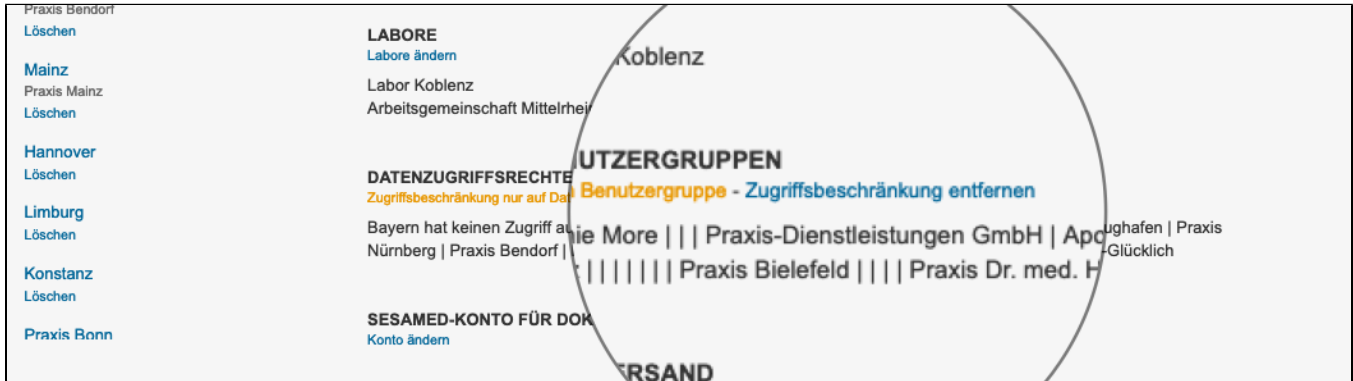 Praxis Bendorf
Löschen
Mainz
Praxis Mainz
Löschen
Hannover
Löschen
Limburg
Löschen
Konstanz
Löschen
Praxis Bonn
LABORE
Labore ändern
Labor Koblenz
Arbeitsgemeinschaft Mittelrhei
DATENZUGRIFFSRECHTE
Zugriffsbeschränkung nur auf Da
Bayern hat keinen Zugriff au
Nürnberg | Praxis Bendorf |
SESAMED-KONTO FÜR DOK
Konto ändern
Koblenz
UTZERGRUPPEN
Benutzergruppe - Zugriffsbeschränkung entfernen
ie More | | | Praxis-Dienstleistungen GmbH | Apo
| | | | | | | Praxis Bielefeld | | | | Praxis Dr. med. H
ERSAND
ughafen | Praxis
-Glücklich